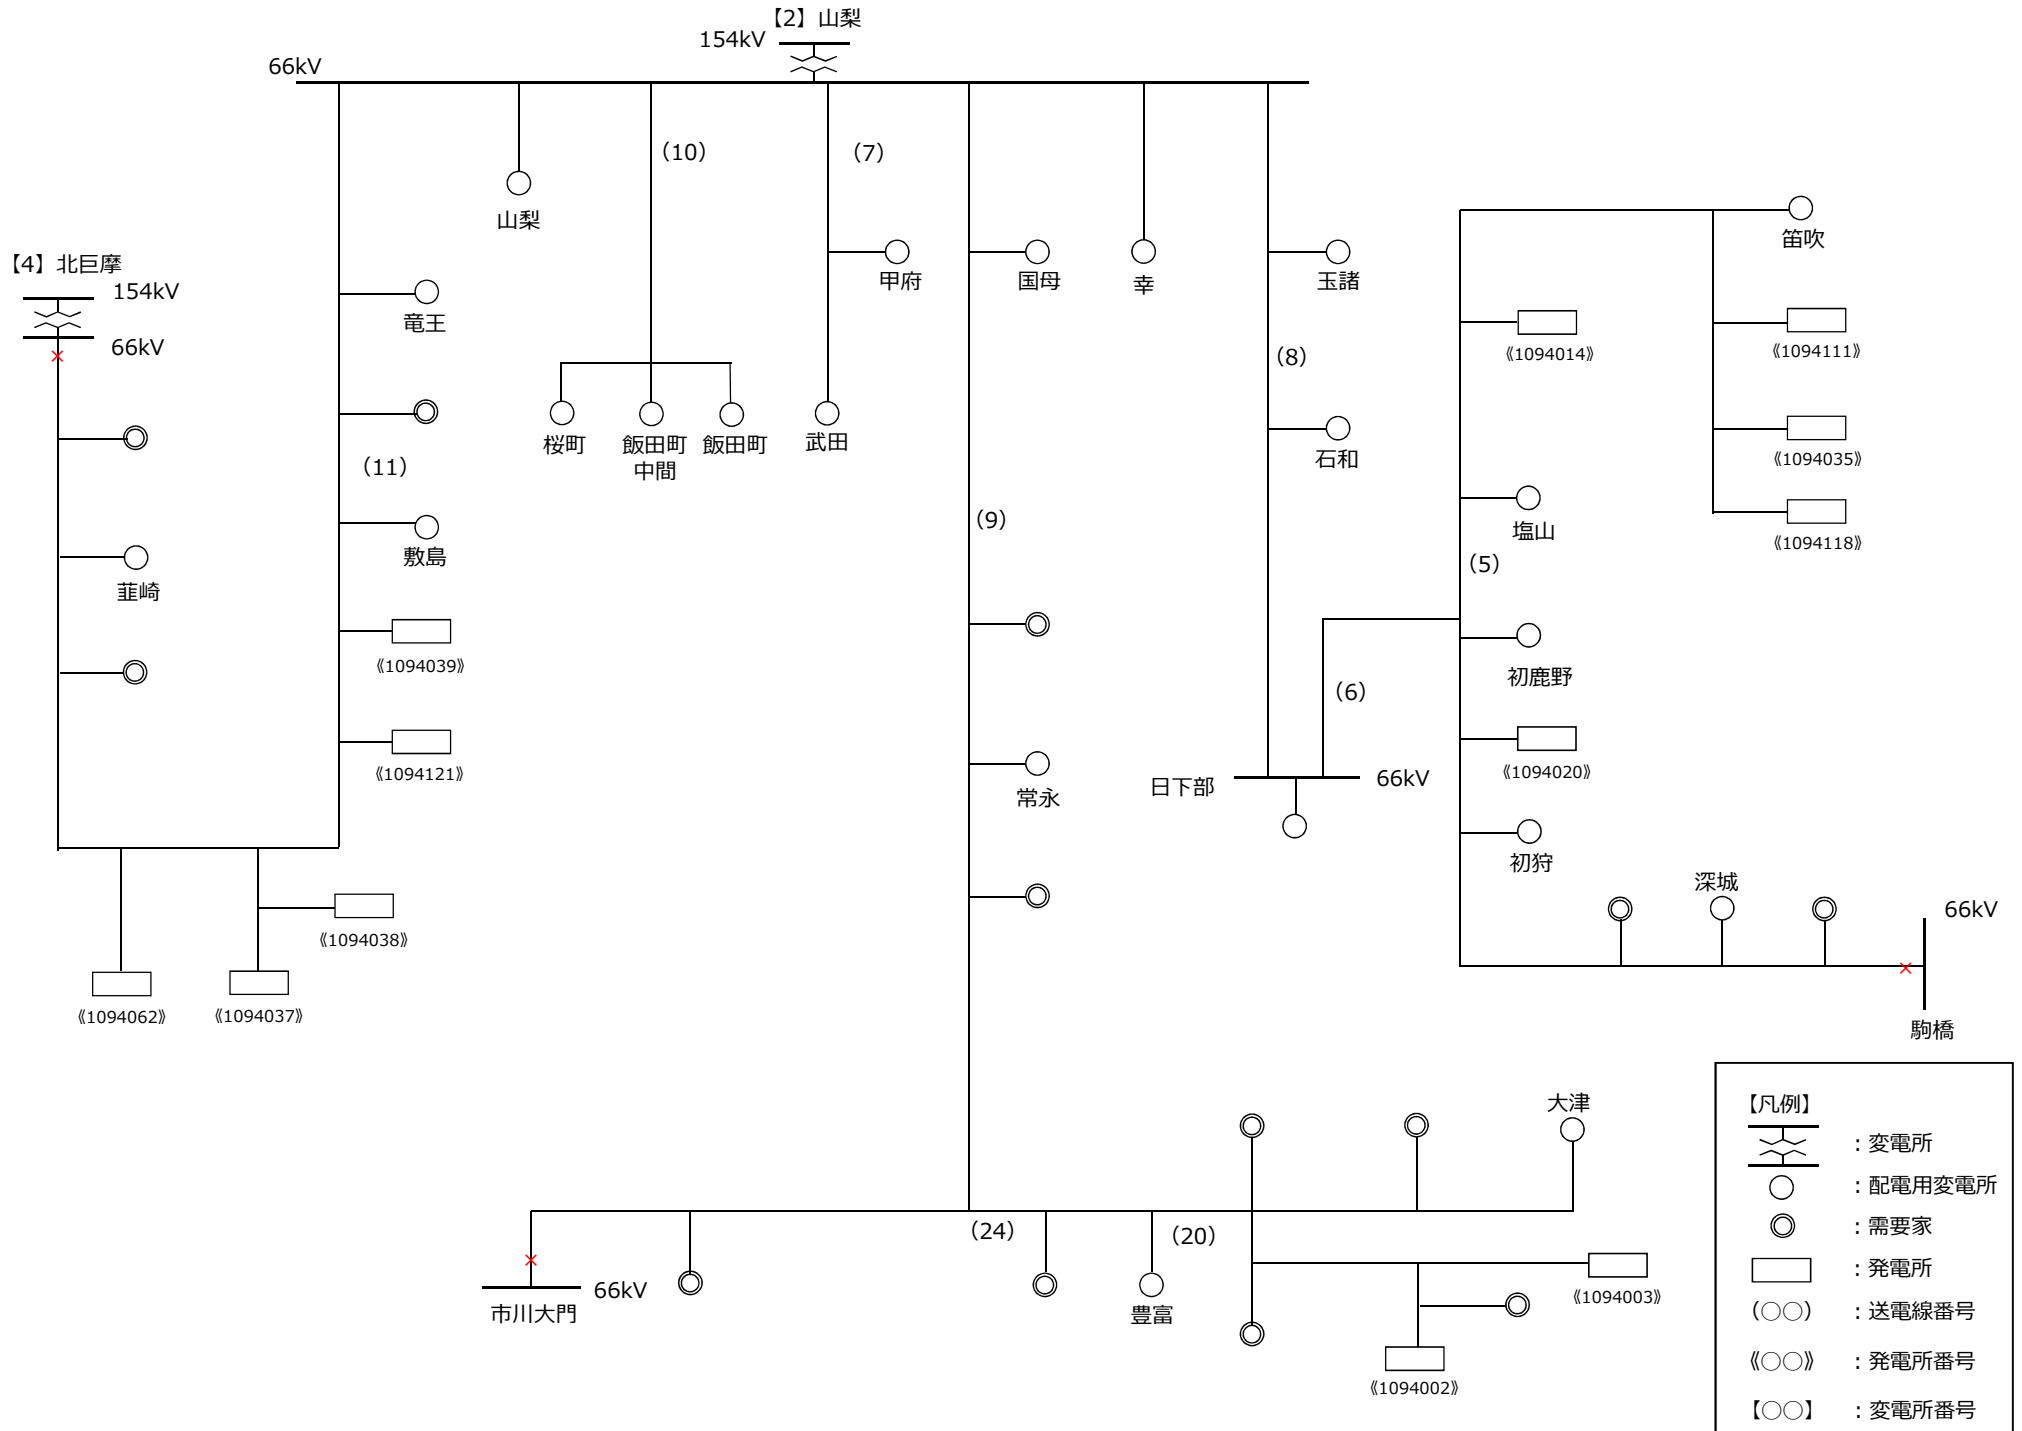 【2】山梨
154kV
66kV
（10）
（7）
山梨
笛吹
【4】北巨摩
154kV
66kV
竜王
甲府
国母
幸
玉諸
《1094014》
《1094111》
（8）
桜町
飯田町
中間
飯田町
武田
石和
《1094035》
（11）
（9）
塩山
《1094118》
敷島
（5）
韮崎
《1094039》
初鹿野
（6）
《1094121》
《1094020》
日下部
66kV
常永
初狩
深城
66kV
《1094038》
《1094062》
《1094037》
駒橋
大津
（24）
（20）
66kV
市川大門
豊富
《1094003》
《1094002》
【凡例】
：変電所
：配電用変電所
：需要家
：発電所
（○○）：送電線番号
《○○》：発電所番号
【○○】：変電所番号